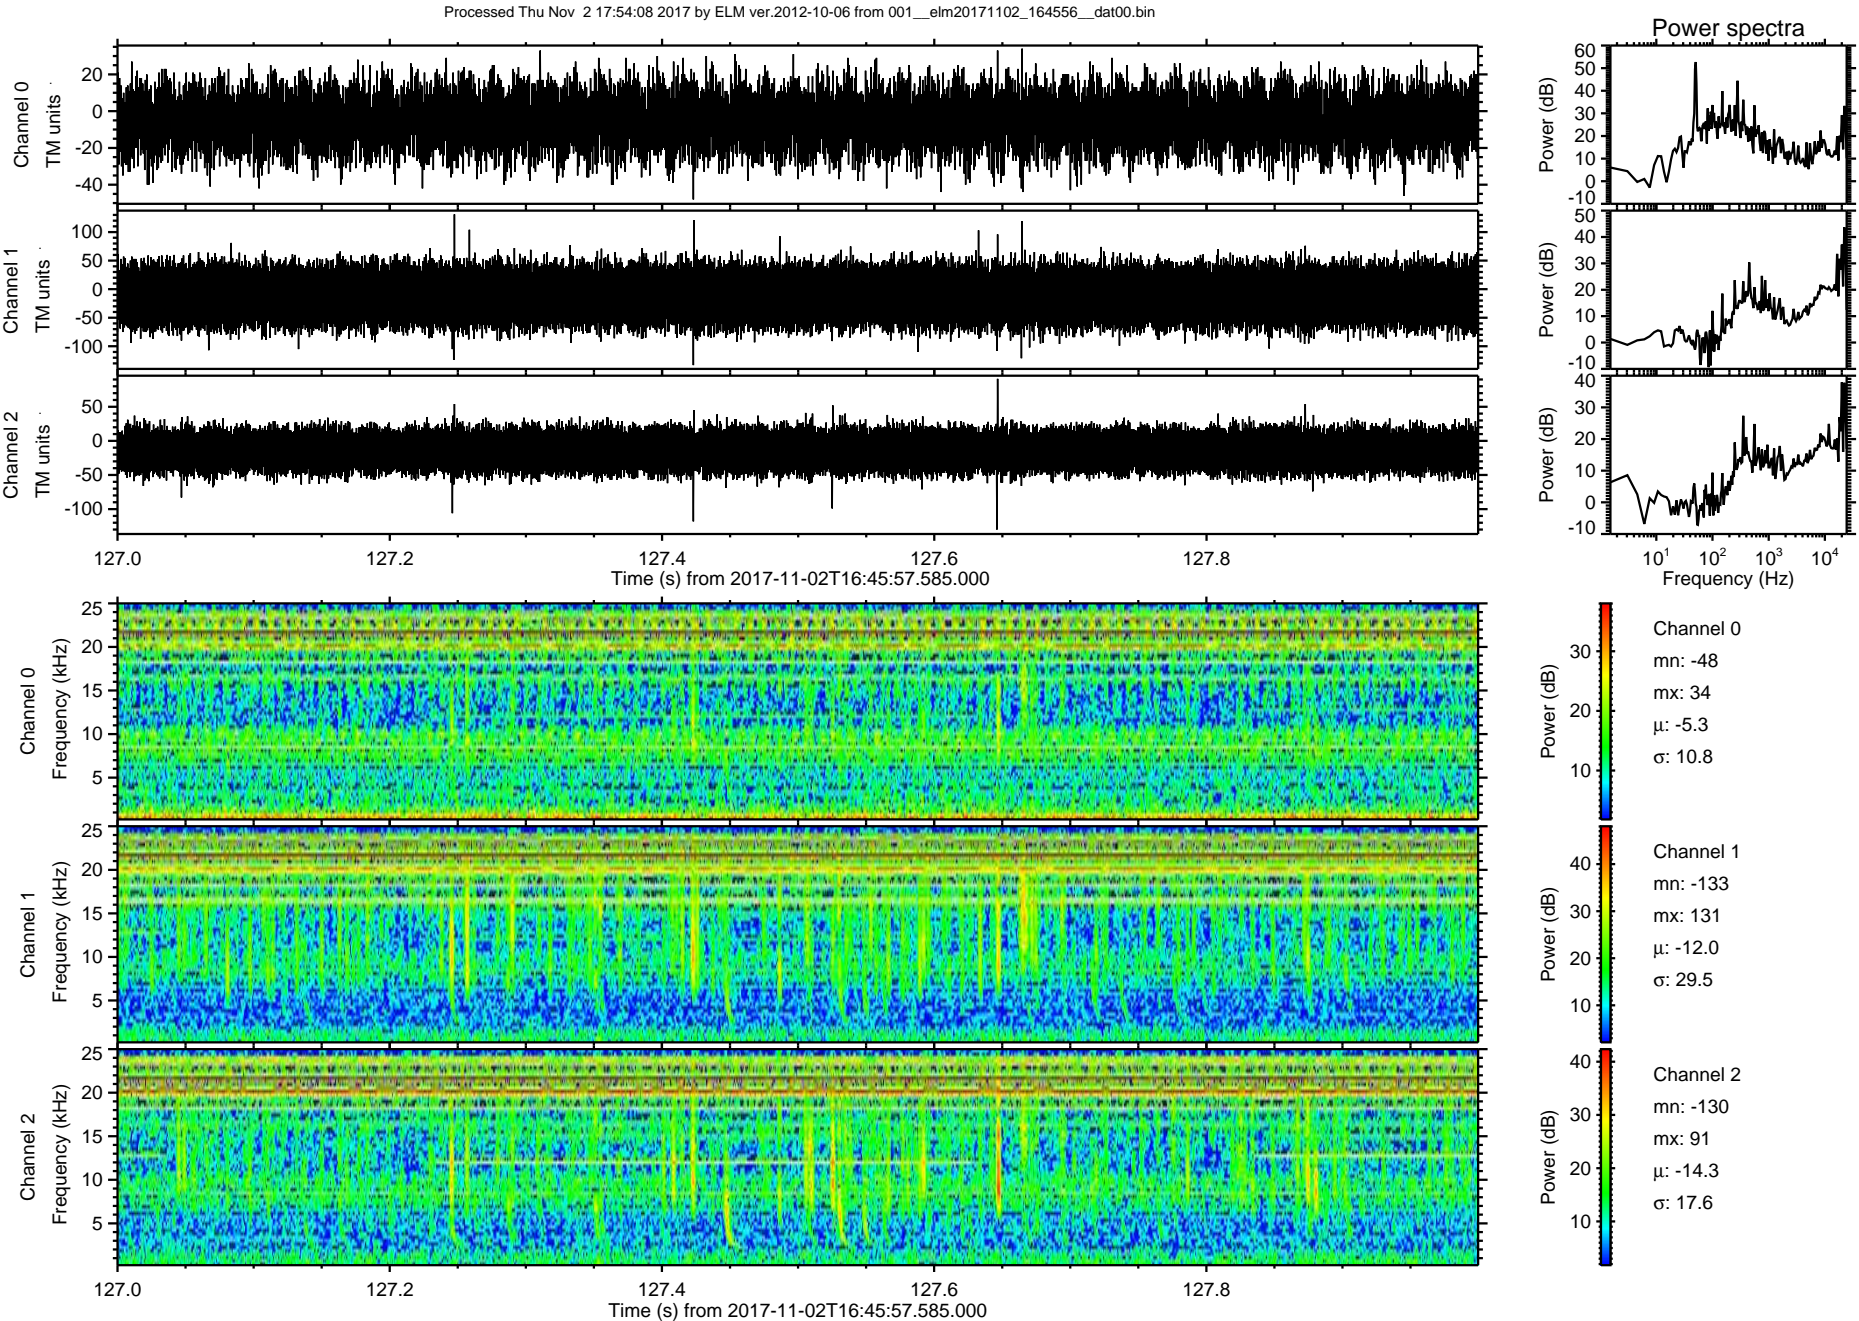 Processed Thu Nov  2 17:54:08 2017 by ELM ver.2012-10-06 from 001__elm20171102_164556__dat00.bin
Power spectra
Channel 0
TM units
20
0
-20
-40
Power (dB)
60
50
40
30
20
10
0
-10
Channel 1
TM units
100
50
0
-50
-100
Power (dB)
50
40
30
20
10
0
-10
Channel 2
TM units
50
0
-50
-100
Power (dB)
40
30
20
10
0
-10
127.0 127.2 127.4 127.6 127.8
Time (s) from 2017-11-02T16:45:57.585.000
10^1 10^2 10^3 10^4
Frequency (Hz)
Channel 0
Frequency (kHz)
25
20
15
10
5
Power (dB)
30
20
10
Channel 0
mn: -48
mx: 34
μ: -5.3
σ: 10.8
Channel 1
Frequency (kHz)
25
20
15
10
5
Power (dB)
40
30
20
10
Channel 1
mn: -133
mx: 131
μ: -12.0
σ: 29.5
Channel 2
Frequency (kHz)
25
20
15
10
5
Power (dB)
40
30
20
10
Channel 2
mn: -130
mx: 91
μ: -14.3
σ: 17.6
127.0 127.2 127.4 127.6 127.8
Time (s) from 2017-11-02T16:45:57.585.000